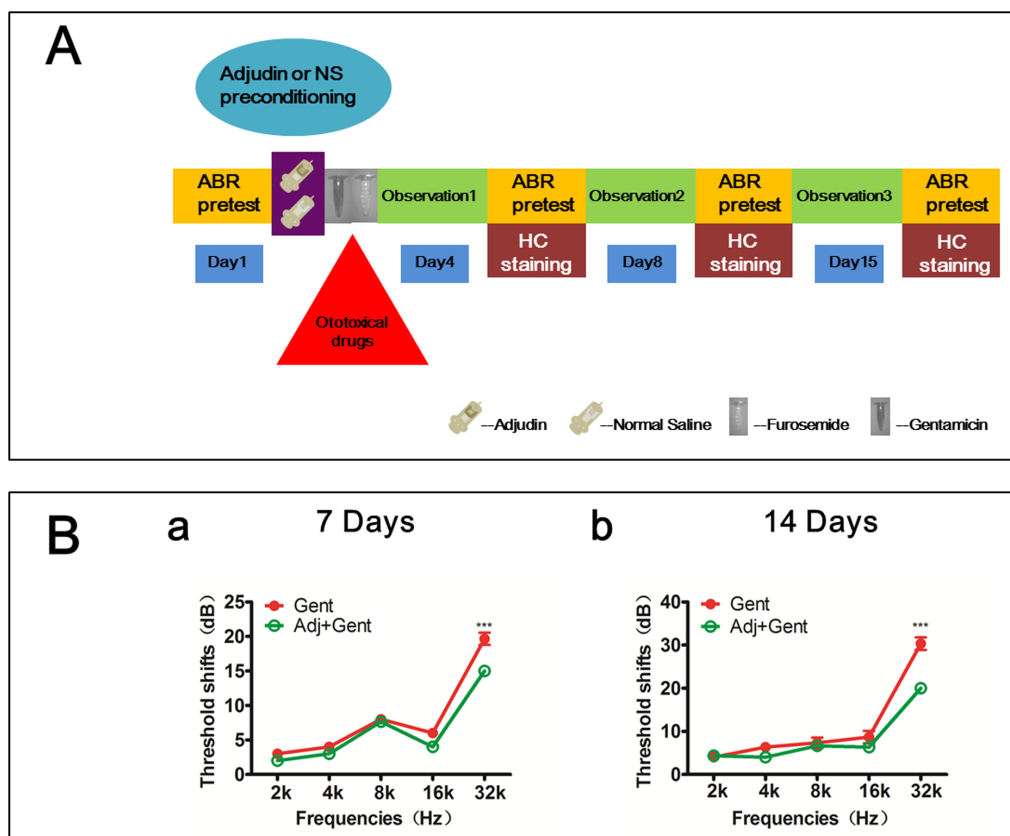 A
Adjudin or NS
preconditioning
ABR
pretest
Observation1
ABR
pretest
Observation2
ABR
pretest
Observation3
ABR
pretest
HC
staining
HC
staining
HC
staining
Day1
Day4
Day8
Day15
Ototoxical
drugs
--Adjudin
--Normal Saline
--Furosemide
--Gentamicin
B
a
7 Days
Threshold shifts (dB)
25
20
15
10
5
0
Gent
Adj+Gent
***
2k
4k
8k
16k
32k
Frequencies (Hz)
b
14 Days
Threshold shifts (dB)
40
30
20
10
0
Gent
Adj+Gent
***
2k
4k
8k
16k
32k
Frequencies (Hz)